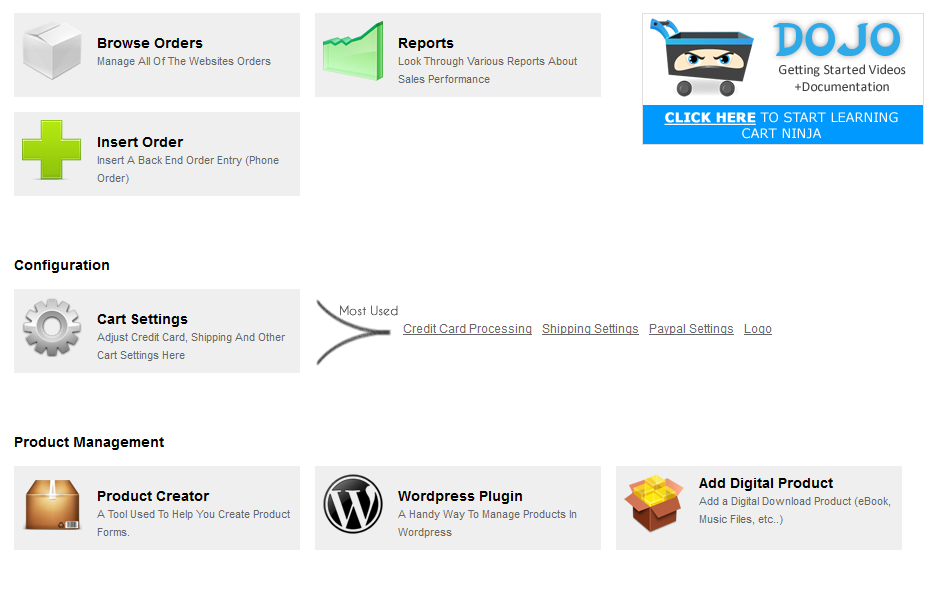 Browse Orders
Manage All Of The Websites Orders
Reports
Look Through Various Reports About
Sales Performance
DOJO
Getting Started Videos
+Documentation
CLICK HERE TO START LEARNING
CART NINJA
Insert Order
Insert A Back End Order Entry (Phone
Order)
Configuration
Cart Settings
Adjust Credit Card, Shipping And Other
Cart Settings Here
Most Used
Credit Card Processing Shipping Settings Paypal Settings Logo
Product Management
Product Creator
A Tool Used To Help You Create Product
Forms.
W
Wordpress Plugin
A Handy Way To Manage Products In
Wordpress
Add Digital Product
Add a Digital Download Product (eBook,
Music Files, etc..)